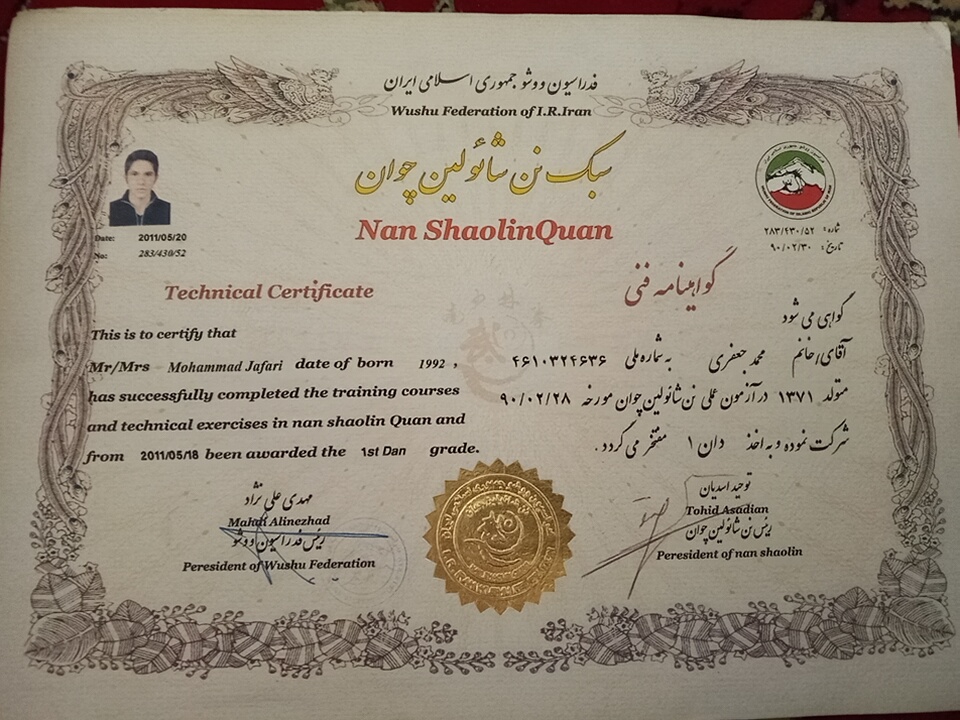 فدراسیون ووشو جمهوری اسلامی ایران
Wushu Federation of I.R.Iran
سبک نن شائولین چوان
Nan ShaolinQuan
Date: 2011/05/20
No: 283/430/52
شماره: ۲۸۳/۴۳۰/۵۲
تاریخ: ۹۰/۰۲/۳۰
Technical Certificate
گواهینامه فنی
This is to certify that
Mr/Mrs Mohammad Jafari date of born 1992 ,
has successfully completed the training courses
and technical exercises in nan shaolin Quan and
from 2011/05/18 been awarded the 1st Dan grade.
گواهی می شود
آقای/خانم محمد جعفری به شماره ملی ۴۶۱۰۳۲۴۶۳۶
متولد ۱۳۷۱ در آزمون عملی نن شائولین چوان مورخه ۹۰/۰۲/۲۸
شرکت نموده و به اخذ دان ۱ مفتخر می گردد.
مهدی علی نژاد
Mahdi Alinezhad
رئیس فدراسیون ووشو
Peresident of Wushu Federation
توحید اسدیان
Tohid Asadian
رئیس نن شائولین چوان
Peresident of nan shaolin